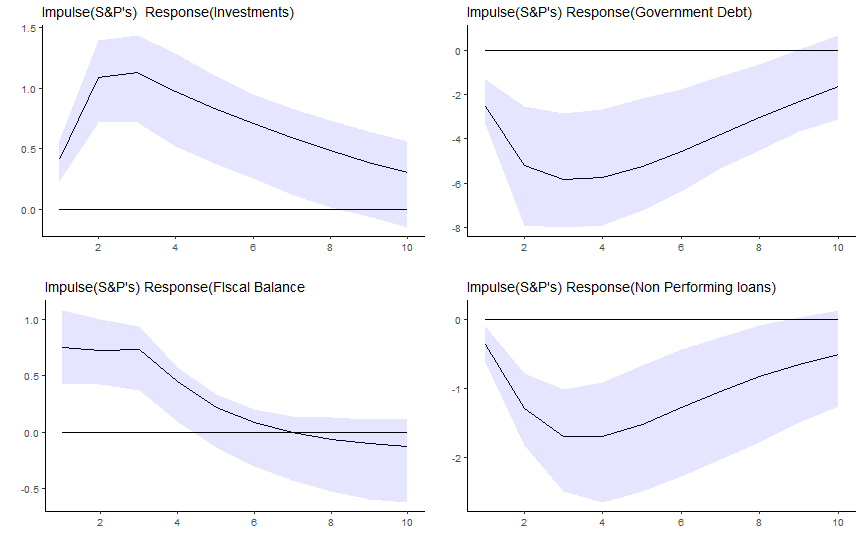 Impulse(S&P's)  Response(Investments)
1.5
1.0
0.5
0.0
2 4 6 8 10
Impulse(S&P's) Response(Government Debt)
0
-2
-4
-6
-8
2 4 6 8 10
Impulse(S&P's) Response(FIscal Balance
1.0
0.5
0.0
-0.5
2 4 6 8 10
Impulse(S&P's) Response(Non Performing loans)
0
-1
-2
2 4 6 8 10